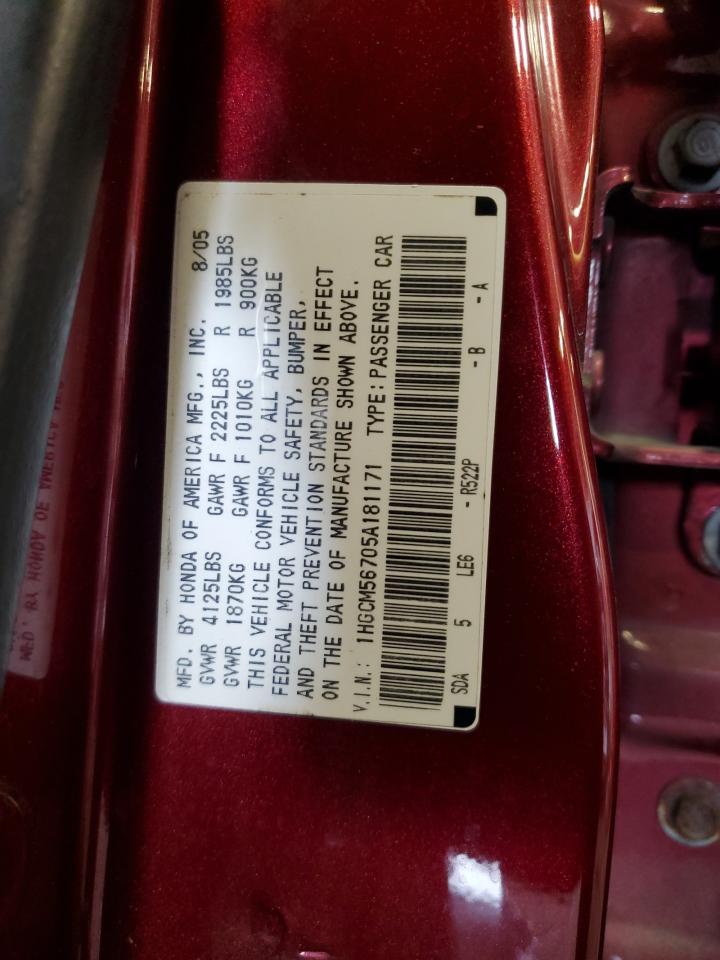 MFD. BY HONDA OF AMERICA MFG., INC. 8/05
GVWR 4125LBS GAWR F 2225LBS R 1985LBS
GVWR 1870KG GAWR F 1010KG R 900KG
THIS VEHICLE CONFORMS TO ALL APPLICABLE
FEDERAL MOTOR VEHICLE SAFETY, BUMPER,
AND THEFT PREVENTION STANDARDS IN EFFECT
ON THE DATE OF MANUFACTURE SHOWN ABOVE.
V.I.N.: 1HGCM56705A181171 TYPE: PASSENGER CAR
SDA 5 LE6 - R522P - B - A